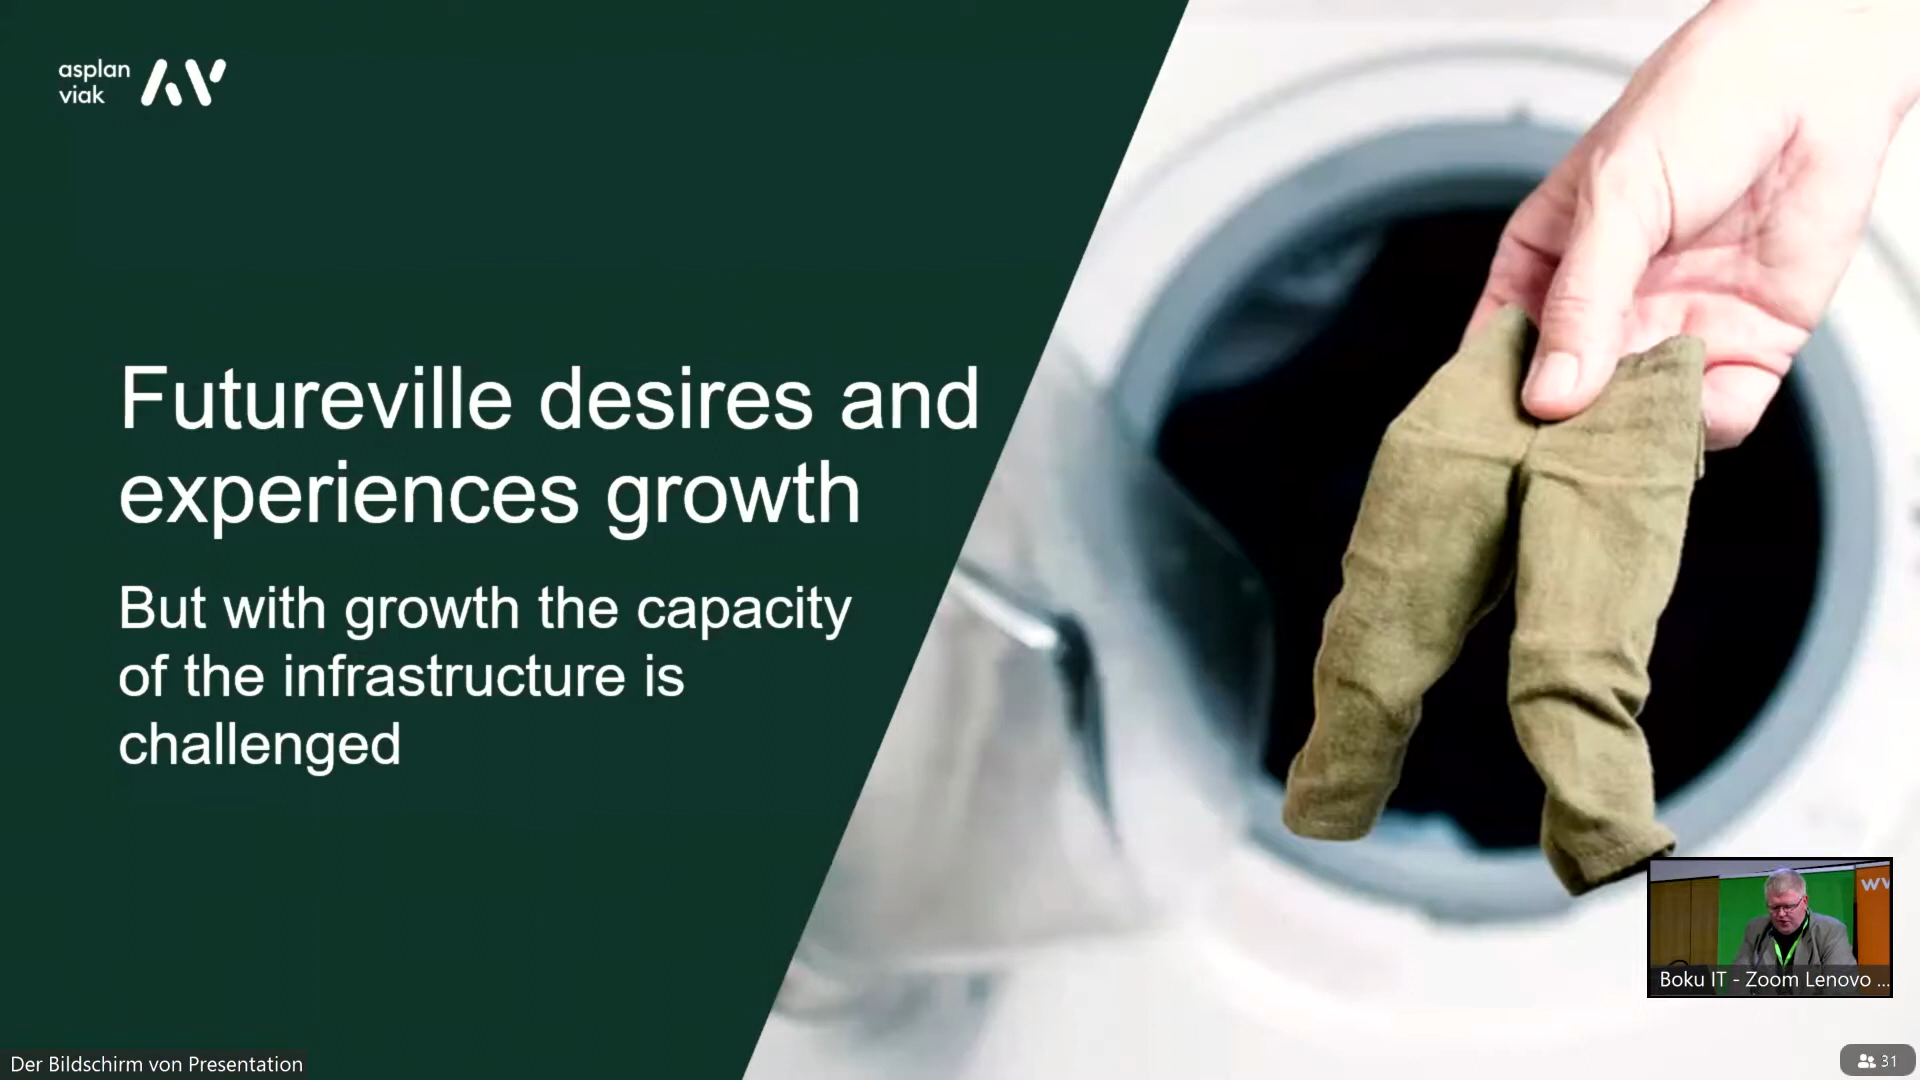 asplan
viak
Futureville desires and
experiences growth
But with growth the capacity
of the infrastructure is
challenged
Boku IT - Zoom Lenovo ...
Der Bildschirm von Presentation
31